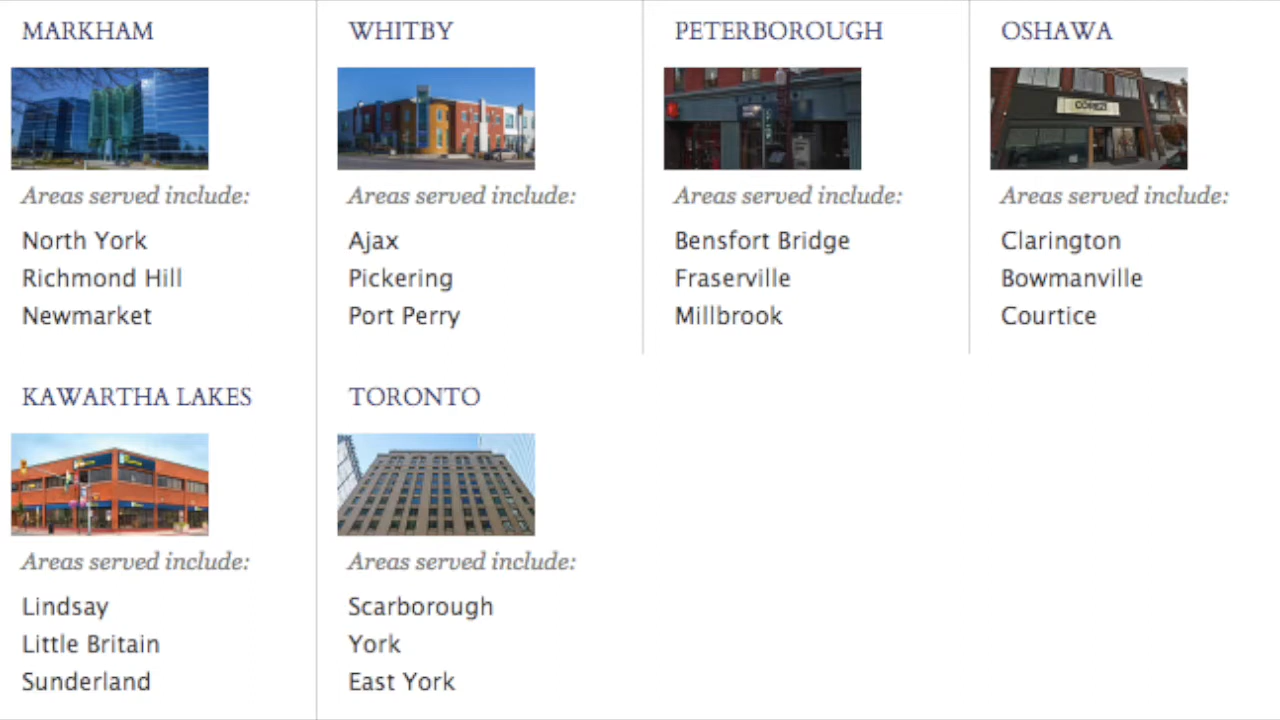 MARKHAM
Areas served include:
North York
Richmond Hill
Newmarket
WHITBY
Areas served include:
Ajax
Pickering
Port Perry
PETERBOROUGH
Areas served include:
Bensfort Bridge
Fraserville
Millbrook
OSHAWA
Areas served include:
Clarington
Bowmanville
Courtice
KAWARTHA LAKES
Areas served include:
Lindsay
Little Britain
Sunderland
TORONTO
Areas served include:
Scarborough
York
East York